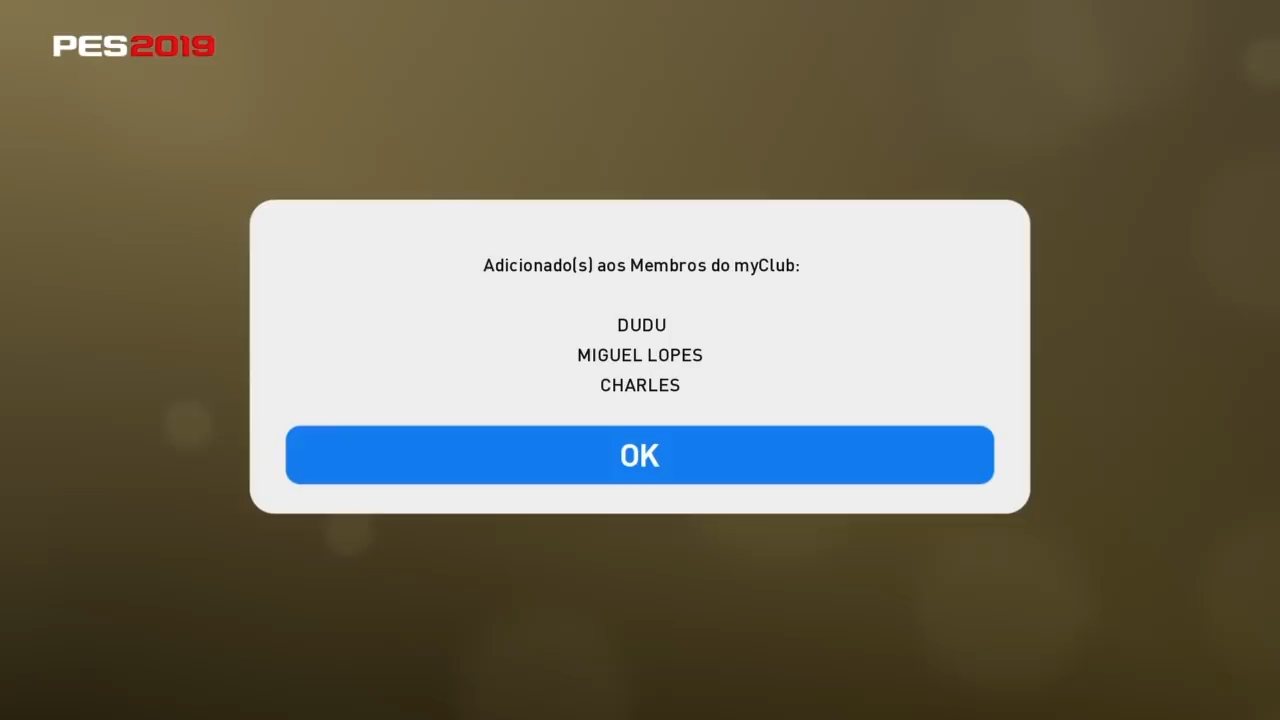 PES2019
Adicionado(s) aos Membros do myClub:
DUDU
MIGUEL LOPES
CHARLES
OK